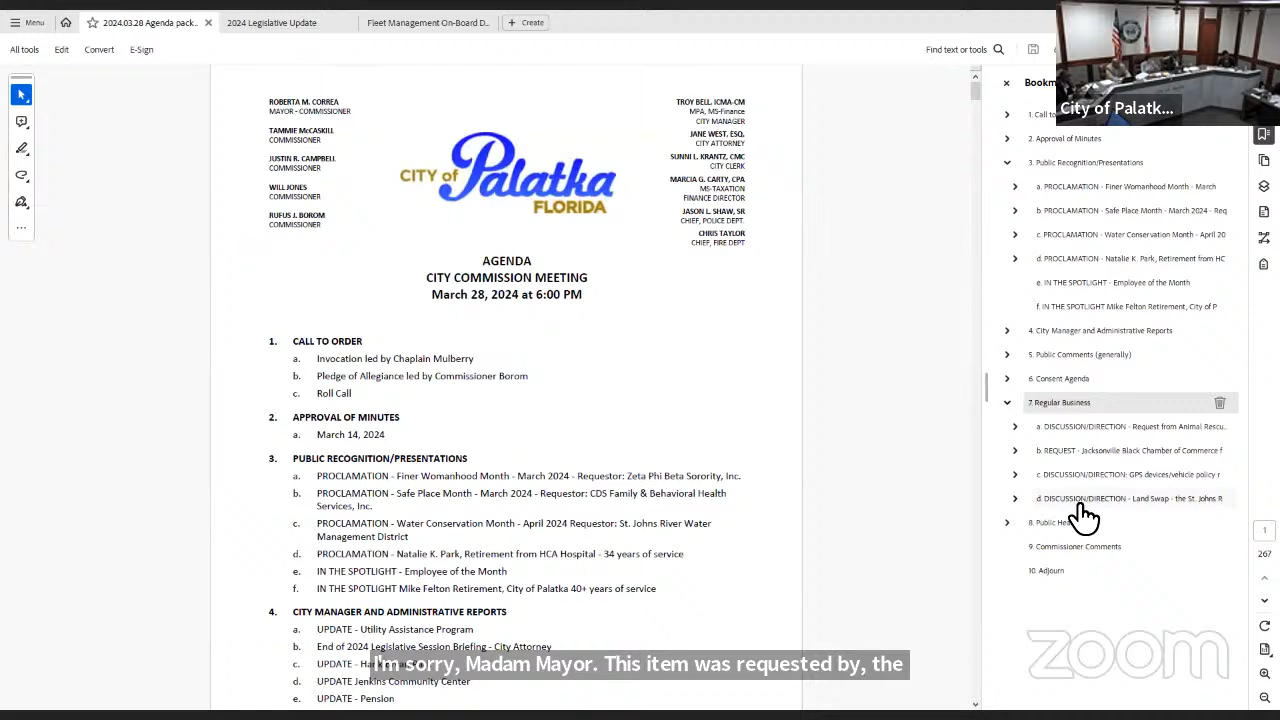 Menu
2024.03.28 Agenda pack...
2024 Legislative Update
Fleet Management On-Board D...
Create
All tools
Edit
Convert
E-Sign
Find text or tools
City of Palatk...
ROBERTA M. CORREA
MAYOR - COMMISSIONER
TAMMIE McCASKILL
COMMISSIONER
JUSTIN R. CAMPBELL
COMMISSIONER
WILL JONES
COMMISSIONER
RUFUS J. BOROM
COMMISSIONER
CITY of Palatka
FLORIDA
TROY BELL, ICMA-CM
MPA, MS-Finance
CITY MANAGER
JANE WEST, ESQ.
CITY ATTORNEY
SUNNI L. KRANTZ, CMC
CITY CLERK
MARCIA G. CARTY, CPA
MS-TAXATION
FINANCE DIRECTOR
JASON L. SHAW, SR
CHIEF, POLICE DEPT.
CHRIS TAYLOR
CHIEF, FIRE DEPT
AGENDA
CITY COMMISSION MEETING
March 28, 2024 at 6:00 PM
1. CALL TO ORDER
a. Invocation led by Chaplain Mulberry
b. Pledge of Allegiance led by Commissioner Borom
c. Roll Call
2. APPROVAL OF MINUTES
a. March 14, 2024
3. PUBLIC RECOGNITION/PRESENTATIONS
a. PROCLAMATION - Finer Womanhood Month - March 2024 - Requestor: Zeta Phi Beta Sorority, Inc.
b. PROCLAMATION - Safe Place Month - March 2024 - Requestor: CDS Family & Behavioral Health
Services, Inc.
c. PROCLAMATION - Water Conservation Month - April 2024 Requestor: St. Johns River Water
Management District
d. PROCLAMATION - Natalie K. Park, Retirement from HCA Hospital - 34 years of service
e. IN THE SPOTLIGHT - Employee of the Month
f. IN THE SPOTLIGHT Mike Felton Retirement, City of Palatka 40+ years of service
4. CITY MANAGER AND ADMINISTRATIVE REPORTS
a. UPDATE - Utility Assistance Program
b. End of 2024 Legislative Session Briefing - City Attorney
c. UPDATE -
d. UPDATE Jenkins Community Center
e. UPDATE - Pension
I'm sorry, Madam Mayor. This item was requested by, the
Bookm
1. Call to
2. Approval of Minutes
3. Public Recognition/Presentations
a. PROCLAMATION - Finer Womanhood Month - March
b. PROCLAMATION - Safe Place Month - March 2024 - Req
c. PROCLAMATION - Water Conservation Month - April 20
d. PROCLAMATION - Natalie K. Park, Retirement from HC
e. IN THE SPOTLIGHT - Employee of the Month
f. IN THE SPOTLIGHT Mike Felton Retirement, City of P
4. City Manager and Administrative Reports
5. Public Comments (generally)
6. Consent Agenda
7. Regular Business
a. DISCUSSION/DIRECTION - Request from Animal Rescu...
b. REQUEST - Jacksonville Black Chamber of Commerce f
c. DISCUSSION/DIRECTION: GPS devices/vehicle policy r
d. DISCUSSION/DIRECTION - Land Swap - the St. Johns R
8. Public Hea
9. Commissioner Comments
10. Adjourn
1
267
zoom